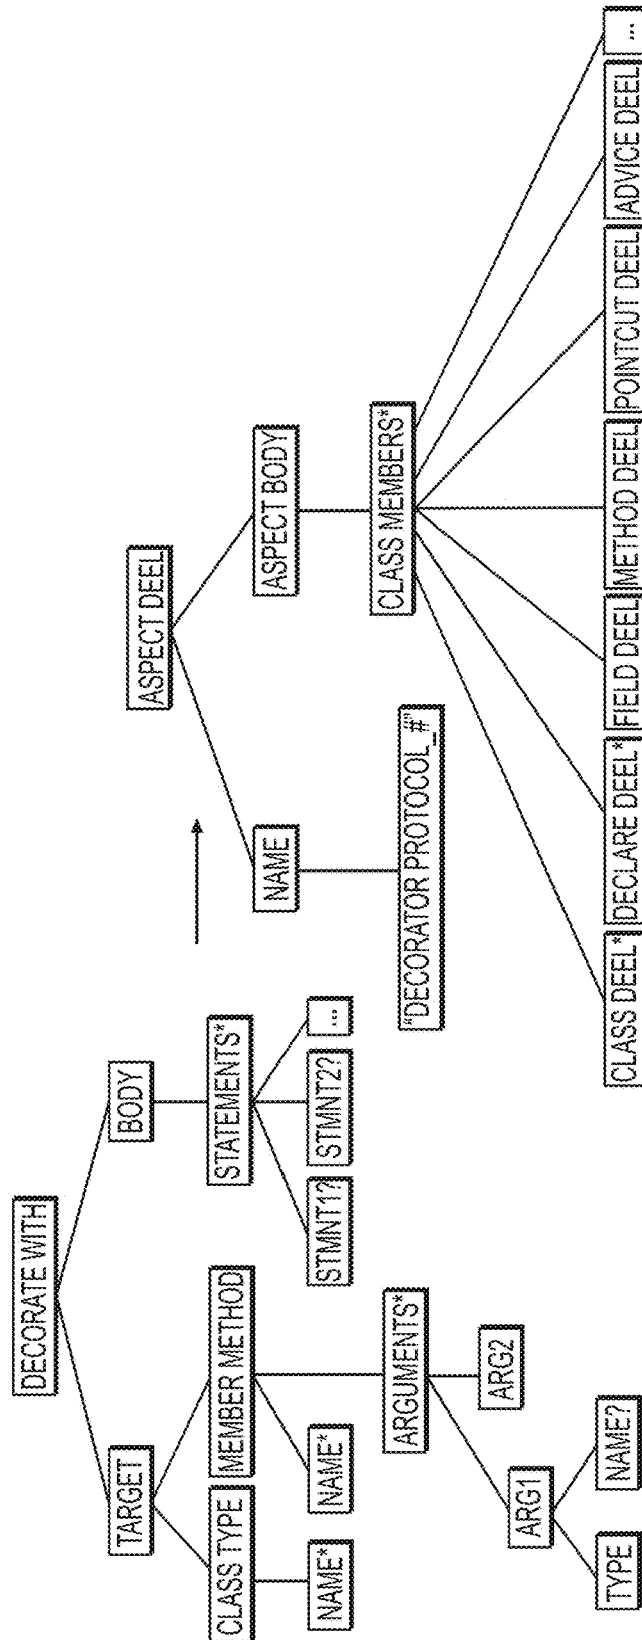 DECORATE WITH
TARGET
BODY
CLASS TYPE
MEMBER METHOD
STATEMENTS*
NAME*
NAME*
STMNT1?
STMNT2?
...
ARGUMENTS*
ARG1
ARG2
TYPE
NAME?
ASPECT DEEL
NAME
ASPECT BODY
"DECORATOR PROTOCOL_#"
CLASS MEMBERS*
CLASS DEEL*
DECLARE DEEL*
FIELD DEEL
METHOD DEEL
POINTCUT DEEL
ADVICE DEEL
...